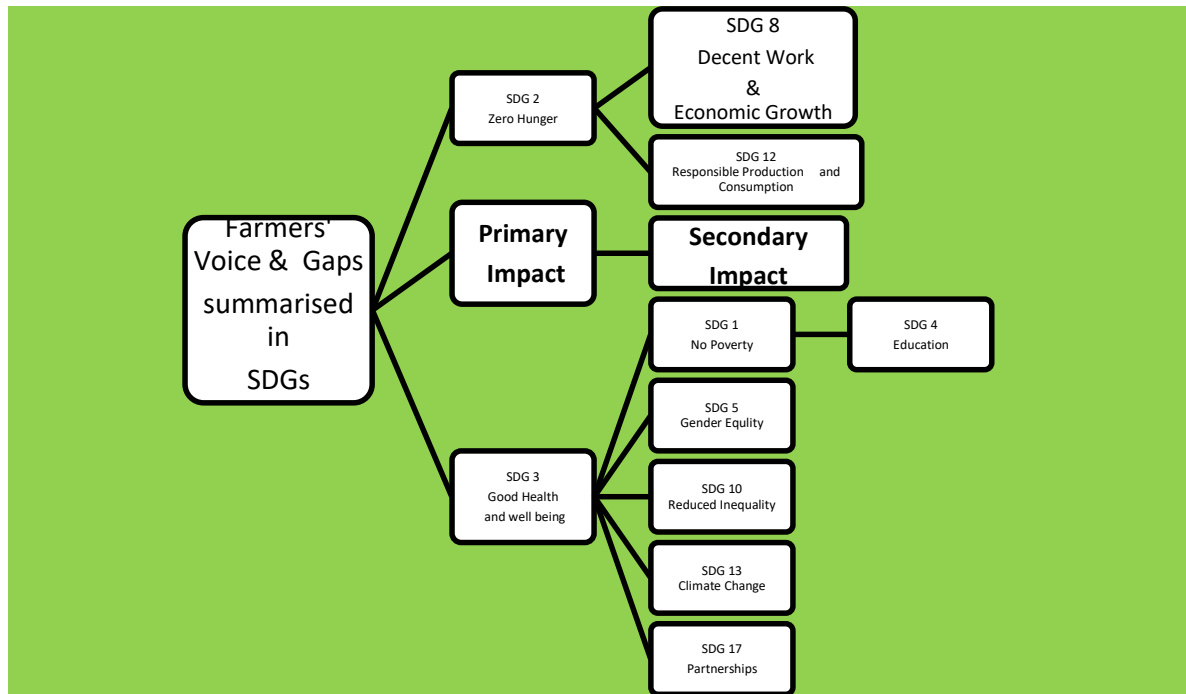 Farmers'
Voice & Gaps
summarised
in
SDGs
SDG 2
Zero Hunger
SDG 8
Decent Work
&
Economic Growth
SDG 12
Responsible Production and
Consumption
Primary
Impact
Secondary
Impact
SDG 3
Good Health
and well being
SDG 1
No Poverty
SDG 4
Education
SDG 5
Gender Equlity
SDG 10
Reduced Inequality
SDG 13
Climate Change
SDG 17
Partnerships